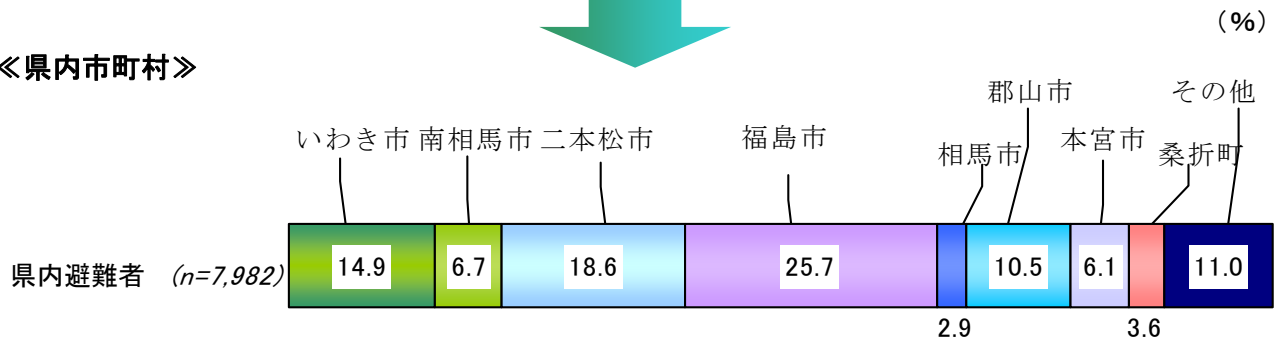 (%)
≪県内市町村≫
郡山市 その他
いわき市 南相馬市 二本松市 福島市 相馬市 本宮市 桑折町
県内避難者 (n=7,982) 14.9 6.7 18.6 25.7 10.5 6.1 11.0
2.9 3.6